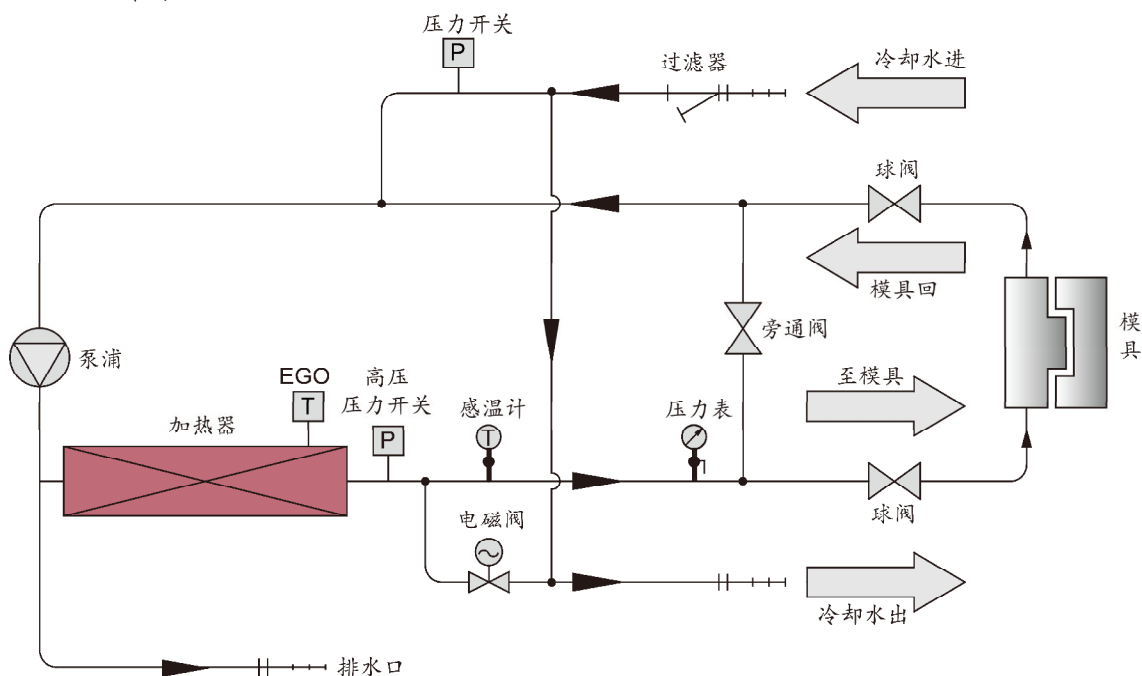 压力开关
P
过滤器
冷却水进
球阀
模具回
旁通阀
模
具
泵浦
EGO
T
高压
压力开关
P
感温计
T
压力表
至模具
加热器
球阀
电磁阀
冷却水出
排水口